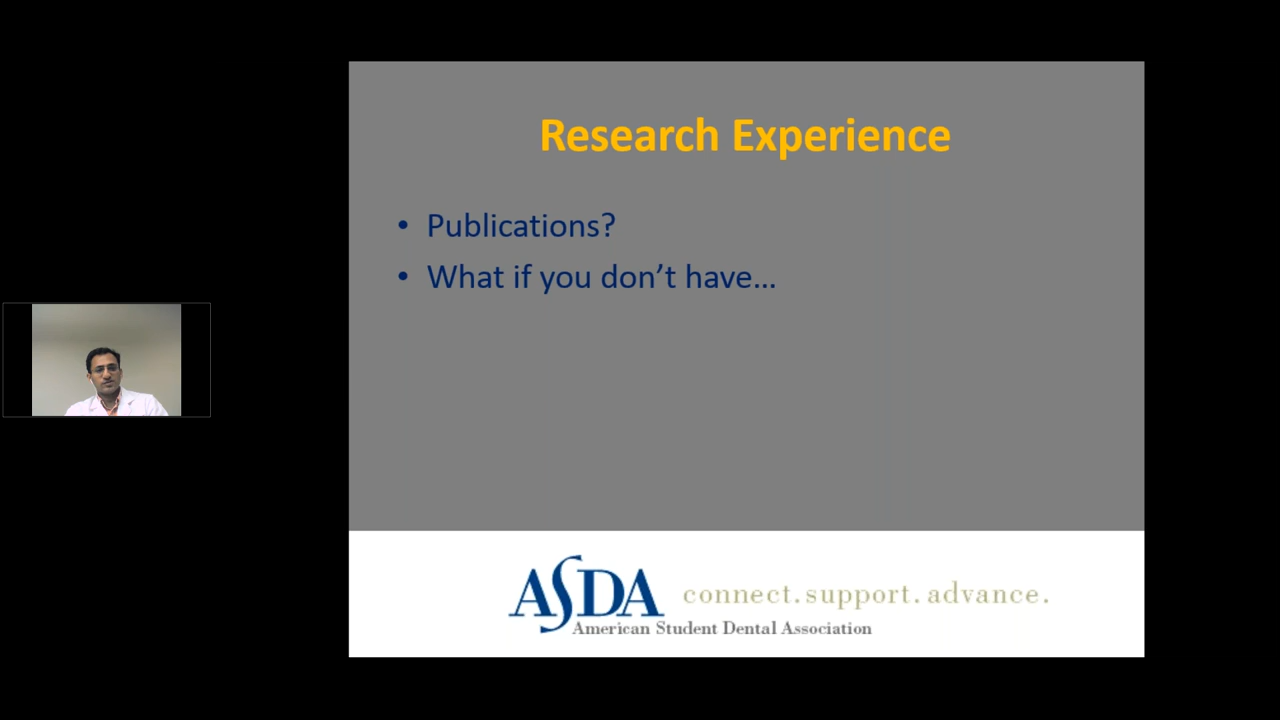 Research Experience
• Publications?
• What if you don’t have...
ASDA connect. support. advance.
American Student Dental Association